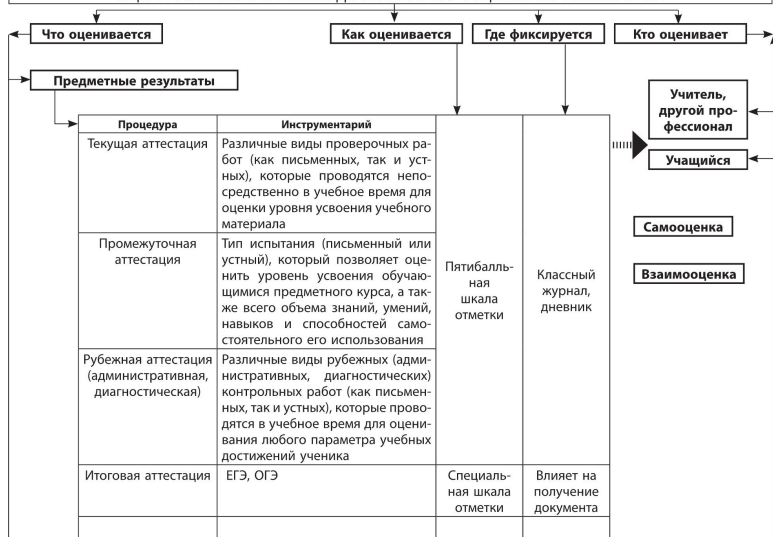 Что оценивается
Как оценивается
Где фиксируется
Кто оценивает
Предметные результаты
Учитель,
другой про-
фессионал
Учащийся
Самооценка
Взаимооценка
Процедура
Инструментарий
Текущая аттестация
Различные виды проверочных ра-
бот (как письменных, так и уст-
ных), которые проводятся непо-
средственно в учебное время для
оценки уровня усвоения учебного
материала
Промежуточная
аттестация
Тип испытания (письменный или
устный), который позволяет оце-
нить уровень усвоения обучаю-
щимися предметного курса, а так-
же всего объема знаний, умений,
навыков и способностей само-
стоятельного его использования
Пятибалль-
ная
шкала
отметки
Классный
журнал,
дневник
Рубежная аттестация
(административная,
диагностическая)
Различные виды рубежных (адми-
нистративных, диагностических)
контрольных работ (как письмен-
ных, так и устных), которые прово-
дятся в учебное время для оцени-
вания любого параметра учебных
достижений ученика
Итоговая аттестация
ЕГЭ, ОГЭ
Специаль-
ная шкала
отметки
Влияет на
получение
документа